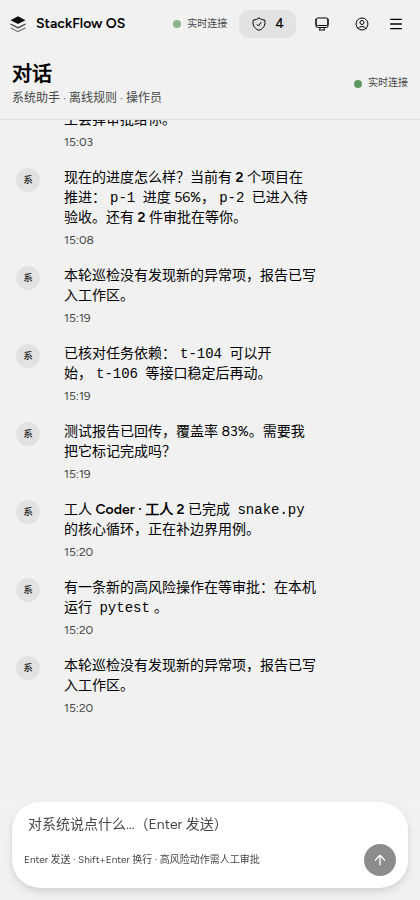 StackFlow OS
实时连接
4
对话
系统助手 · 离线规则 · 操作员
实时连接
15:03
系
现在的进度怎么样？当前有 2 个项目在
推进： p-1 进度 56%， p-2 已进入待
验收。还有 2 件审批在等你。
15:08
系
本轮巡检没有发现新的异常项，报告已写
入工作区。
15:19
系
已核对任务依赖： t-104 可以开
始， t-106 等接口稳定后再动。
15:19
系
测试报告已回传，覆盖率 83%。需要我
把它标记完成吗？
15:19
系
工人 Coder · 工人 2 已完成 snake.py
的核心循环，正在补边界用例。
15:20
系
有一条新的高风险操作在等审批：在本机
运行 pytest 。
15:20
系
本轮巡检没有发现新的异常项，报告已写
入工作区。
15:20
对系统说点什么...（Enter 发送）
Enter 发送 · Shift+Enter 换行 · 高风险动作需人工审批